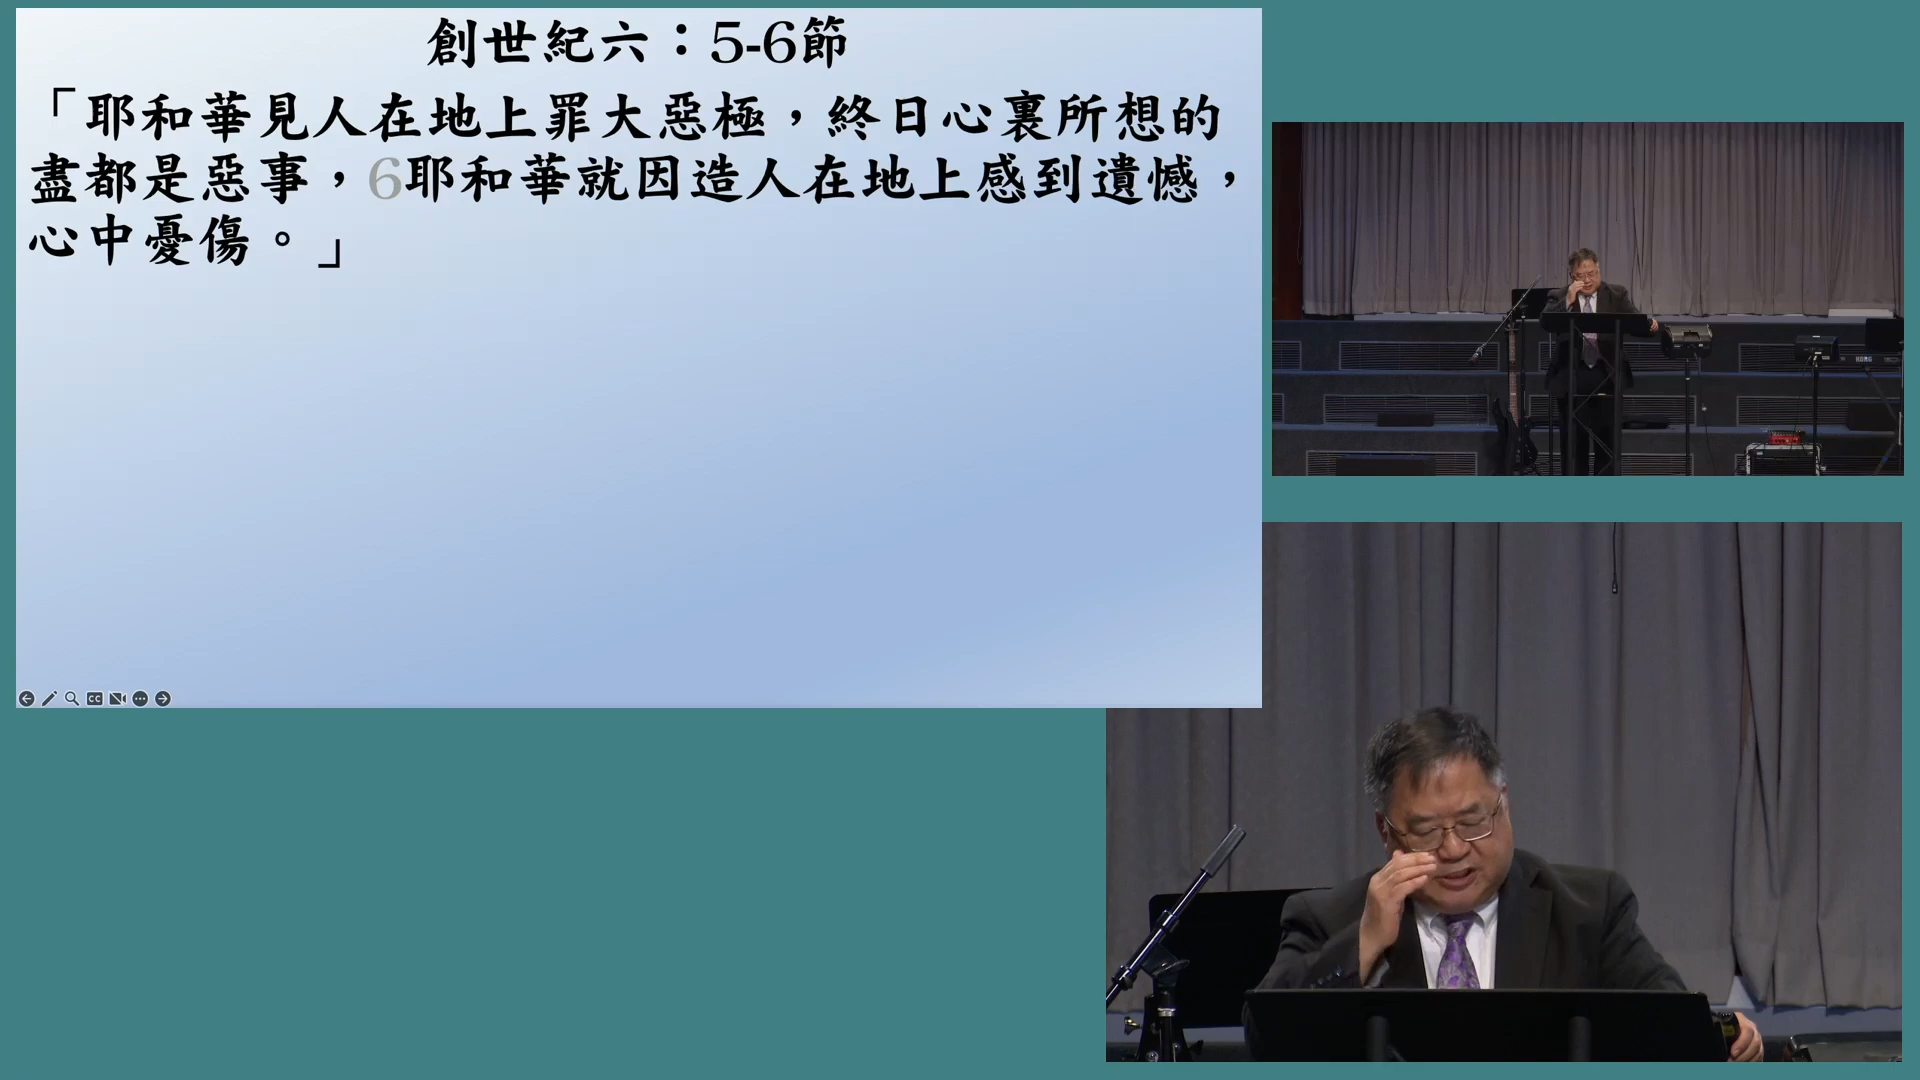 創世紀六：5-6節
「耶和華見人在地上罪大惡極，終日心裏所想的
盡都是惡事，6耶和華就因造人在地上感到遺憾，
心中憂傷。」
CC
KORG